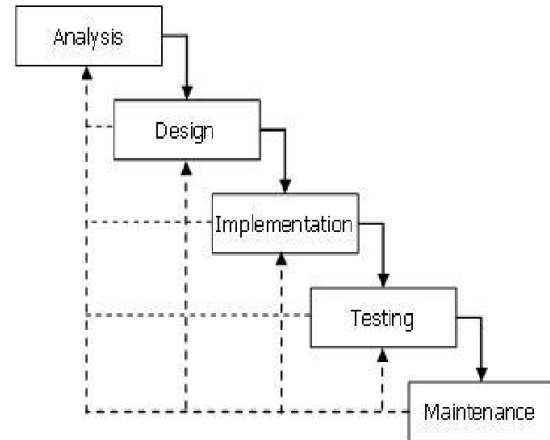 Analysis
Design
Implementation
Testing
Maintenance